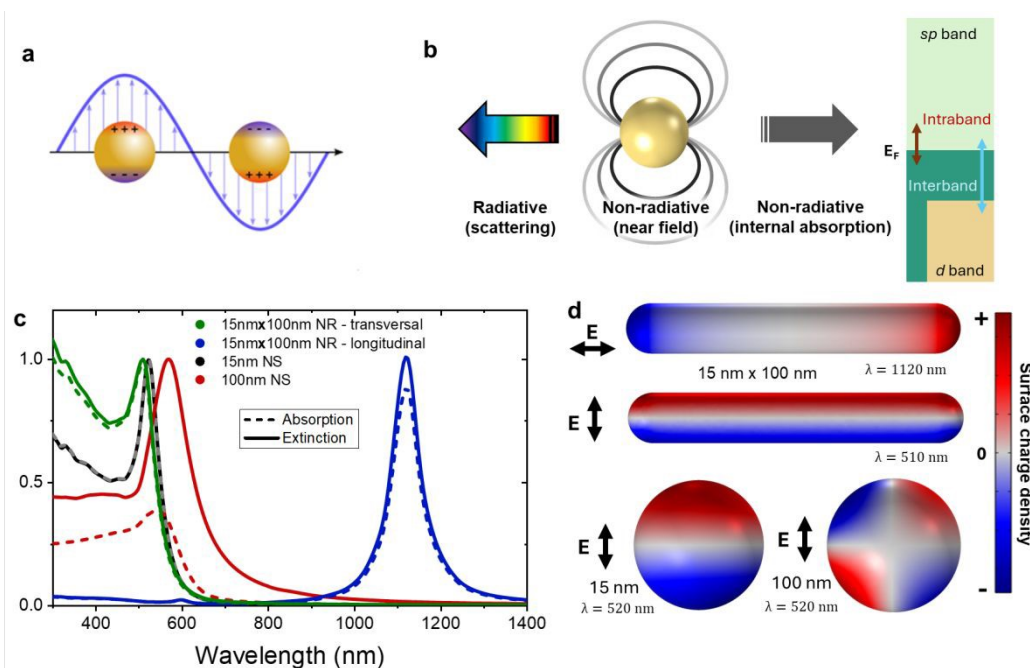 a
+++
- - -
- - -
+++
b
Radiative
(scattering)
Non-radiative
(near field)
Non-radiative
(internal absorption)
sp band
Intraband
E_F
Interband
d band
c
15nmx100nm NR - transversal
15nmx100nm NR - longitudinal
15nm NS
100nm NS
Absorption
Extinction
1.0
0.5
0.0
400
600
800
1000
1200
1400
Wavelength (nm)
d
E
15 nm x 100 nm
λ = 1120 nm
E
λ = 510 nm
E
15 nm
λ = 520 nm
E
100 nm
λ = 520 nm
+
0
-
Surface charge density